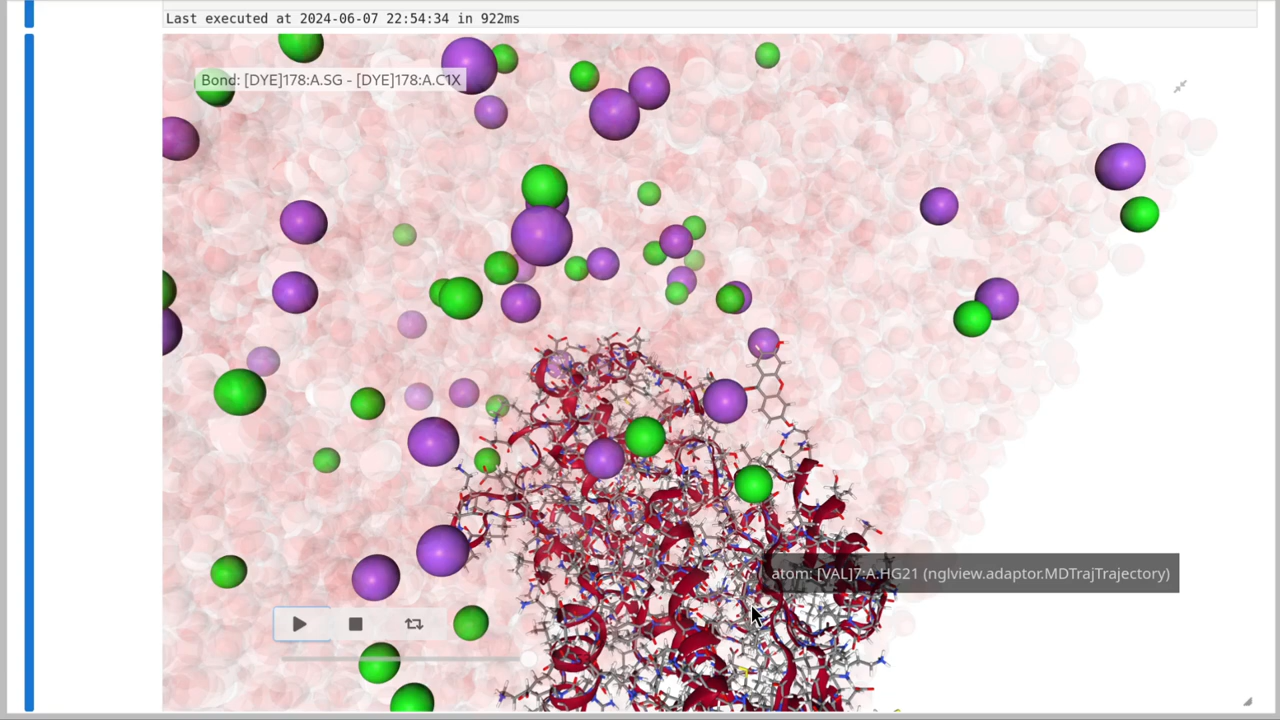 Last executed at 2024-06-07 22:54:34 in 922ms
Bond: [DYE]178:A.SG - [DYE]178:A.C1X
atom: [VAL]7:A.HG21 (nglview.adaptor.MDTrajTrajectory)